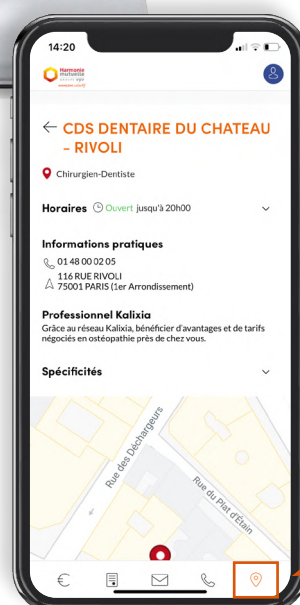 14:20
Harmonie
mutuelle
← CDS DENTAIRE DU CHATEAU
- RIVOLI
Chirurgien-Dentiste
Horaires Ouvert jusqu'à 20h00
Informations pratiques
01 48 00 02 05
116 RUE RIVOLI
75001 PARIS (1er Arrondissement)
Professionnel Kalixia
Grâce au réseau Kalixia, bénéficier d'avantages et de tarifs
négociés en ostéopathie près de chez vous.
Spécificités
Rue des Déchargeurs
Rue du Plat d'Étain
€